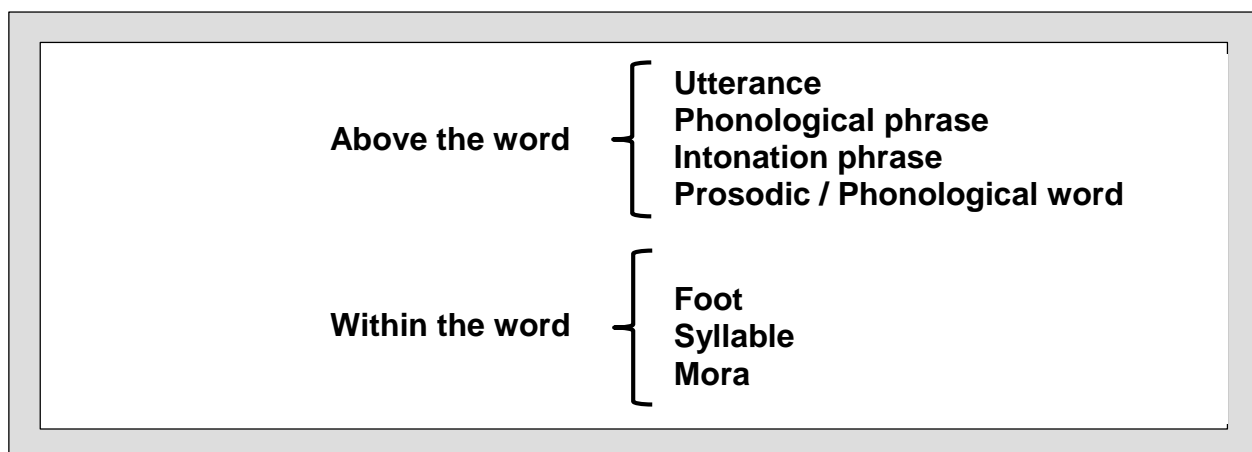 Above the word
Utterance
Phonological phrase
Intonation phrase
Prosodic / Phonological word
Within the word
Foot
Syllable
Mora